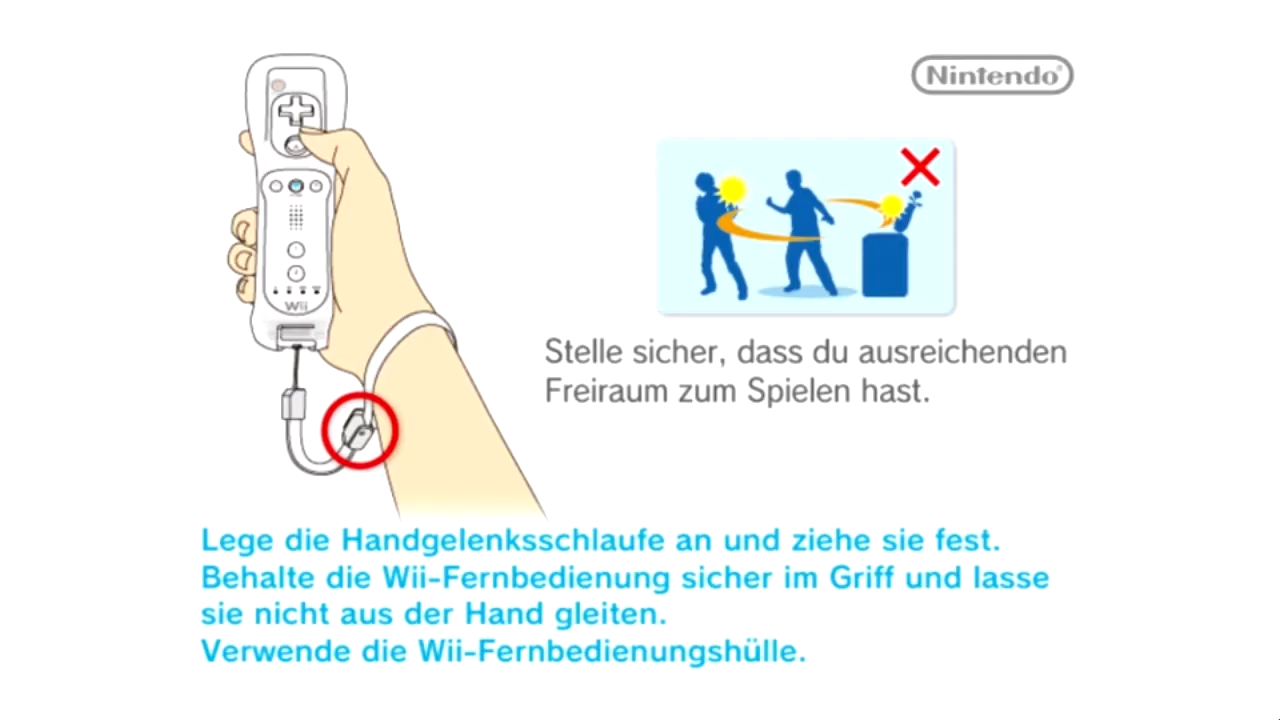 Nintendo®
Wii
Stelle sicher, dass du ausreichenden
Freiraum zum Spielen hast.
Lege die Handgelenksschlaufe an und ziehe sie fest.
Behalte die Wii-Fernbedienung sicher im Griff und lasse
sie nicht aus der Hand gleiten.
Verwende die Wii-Fernbedienungshülle.